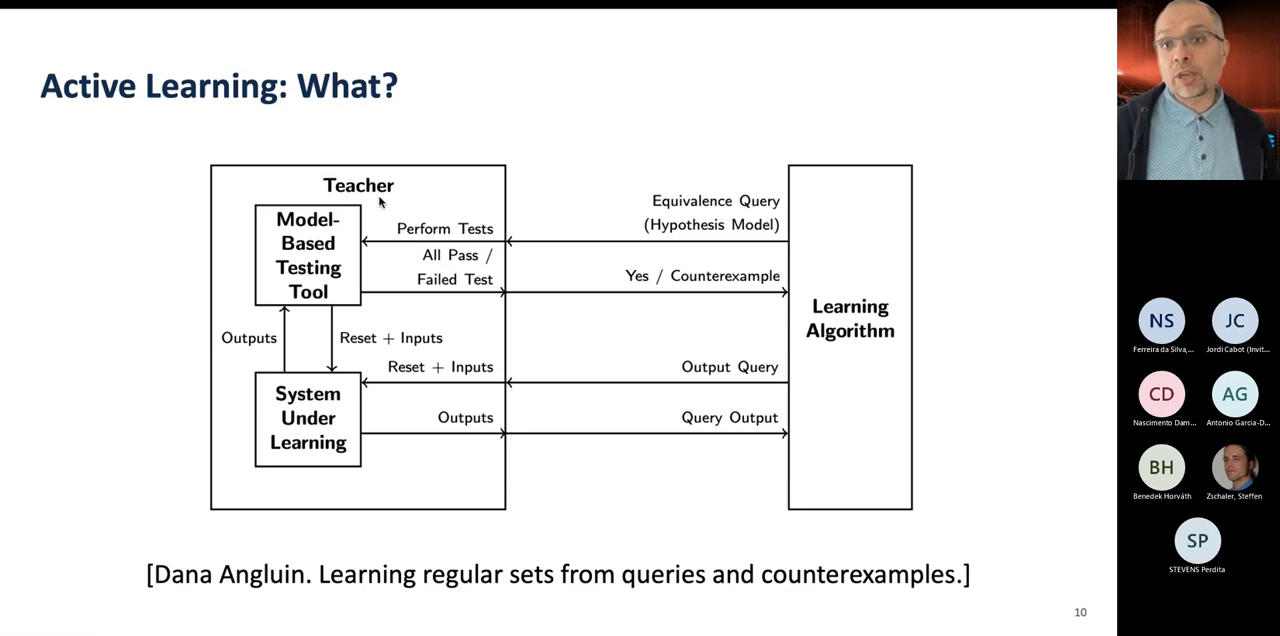 Active Learning: What?
Teacher
Model-
Based
Testing
Tool
Perform Tests
All Pass /
Failed Test
Equivalence Query
(Hypothesis Model)
Yes / Counterexample
Learning
Algorithm
Outputs
Reset + Inputs
Reset + Inputs
Output Query
System
Under
Learning
Outputs
Query Output
[Dana Angluin. Learning regular sets from queries and counterexamples.]
10
NS
Ferreira da Silva,...
JC
Jordi Cabot (Invit...
CD
Nascimento Dam...
AG
Antonio Garcia-D...
BH
Benedek Horváth
Zschaler, Steffen
SP
STEVENS Perdita